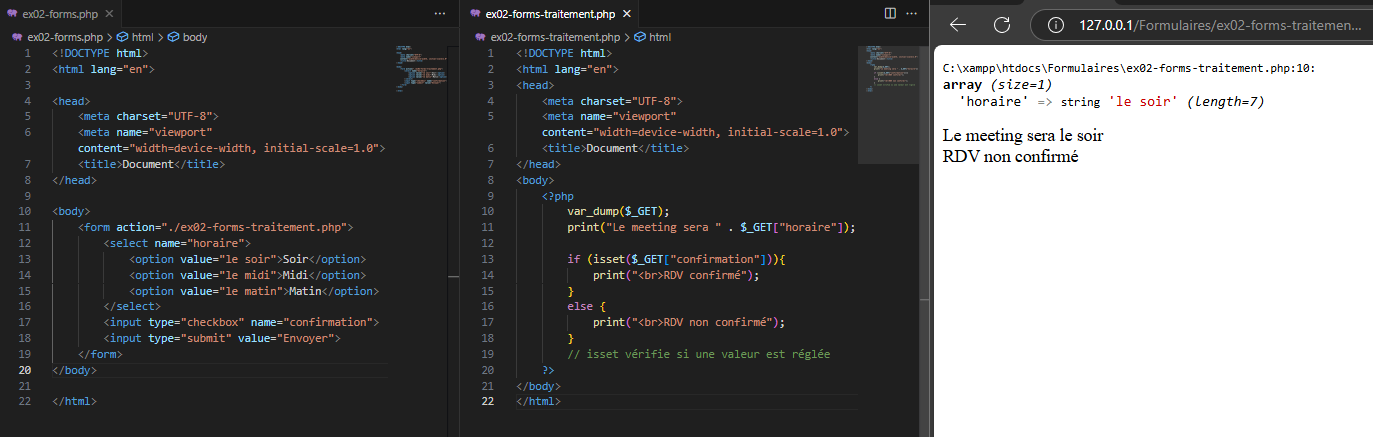 ex02-forms.php ×
ex02-forms.php > html > body
1 <!DOCTYPE html>
2 <html lang="en">
3
4 <head>
5 <meta charset="UTF-8">
6 <meta name="viewport"
content="width=device-width, initial-scale=1.0">
7 <title>Document</title>
8 </head>
9
10 <body>
11 <form action="./ex02-forms-traitement.php">
12 <select name="horaire">
13 <option value="le soir">Soir</option>
14 <option value="le midi">Midi</option>
15 <option value="le matin">Matin</option>
16 </select>
17 <input type="checkbox" name="confirmation">
18 <input type="submit" value="Envoyer">
19 </form>
20 </body>
21
22 </html>
ex02-forms-traitement.php ×
ex02-forms-traitement.php > html
1 <!DOCTYPE html>
2 <html lang="en">
3 <head>
4 <meta charset="UTF-8">
5 <meta name="viewport"
content="width=device-width, initial-scale=1.0">
6 <title>Document</title>
7 </head>
8 <body>
9 <?php
10 var_dump($_GET);
11 print("Le meeting sera " . $_GET["horaire"]);
12
13 if (isset($_GET["confirmation"])){
14 print("<br>RDV confirmé");
15 }
16 else {
17 print("<br>RDV non confirmé");
18 }
19 // isset vérifie si une valeur est réglée
20 ?>
21 </body>
22 </html>
127.0.0.1/Formulaires/ex02-forms-traitemen...
C:\xampp\htdocs\Formulaires\ex02-forms-traitement.php:10:
array (size=1)
'horaire' => string 'le soir' (length=7)
Le meeting sera le soir
RDV non confirmé